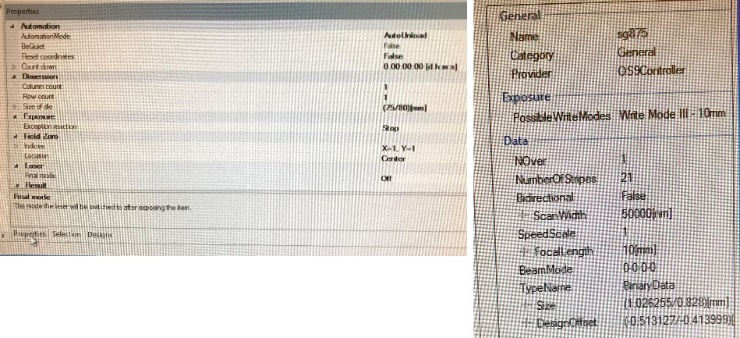 Properties
Automation
AutomationMode AutoUnload
BeQuiet False
Reset coordinates False
Count down 0.00:00:00 [d.h:m:s]
Dimension
Column count 1
Row count 1
Size of die (75/80)[mm]
Exposure
Exception reaction Stop
Field Zero
Indices X=1, Y=1
Location Center
Laser
Final mode Off
Result
Final mode
The mode the laser will be switched to after exposing the item.
Properties Selection Designs
General
Name sg875
Category General
Provider OS9Controller
Exposure
PossibleWriteModes Write Mode III - 10mm
Data
NOver 1
NumberOfStripes 21
Bidirectional False
ScanWidth 50000[nm]
SpeedScale 1
FocalLength 10[mm]
BeamMode 0-0-0-0
TypeName BinaryData
Size (1.026255/0.828)[mm]
DesignOffset (-0.513127/-0.413999)[